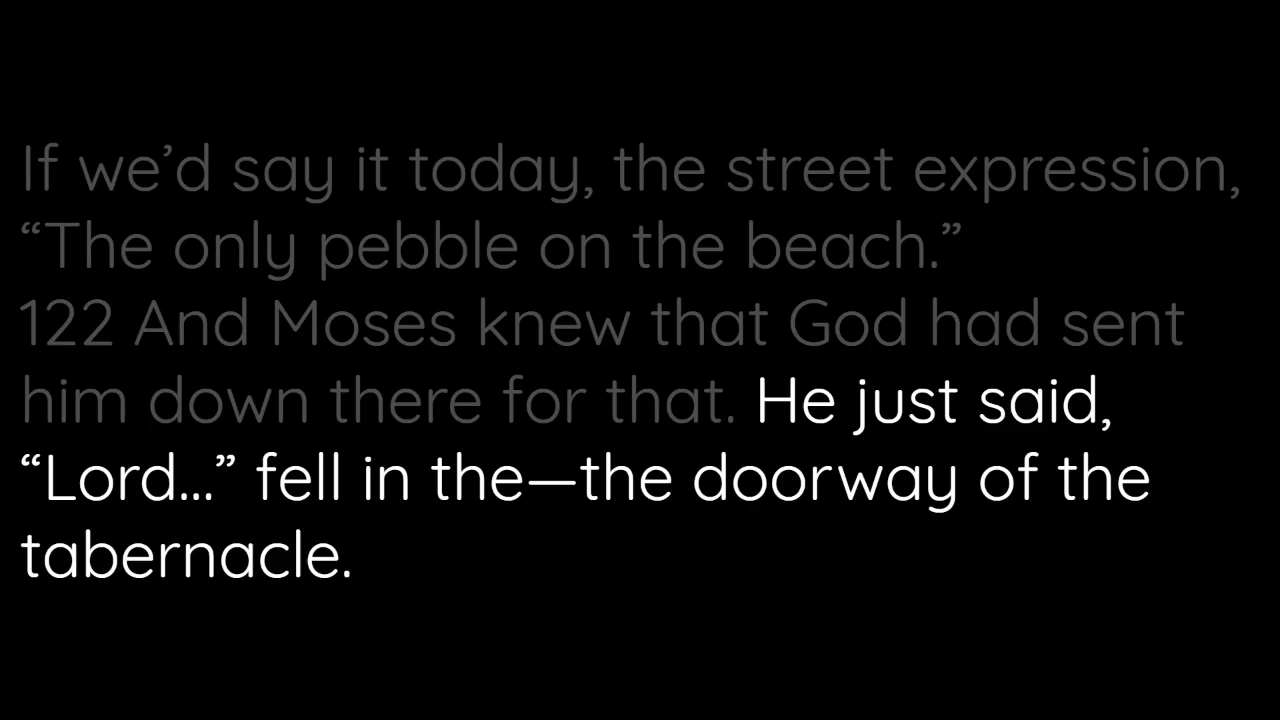 If we’d say it today, the street expression,
“The only pebble on the beach.”
122 And Moses knew that God had sent
him down there for that. He just said,
“Lord...” fell in the—the doorway of the
tabernacle.